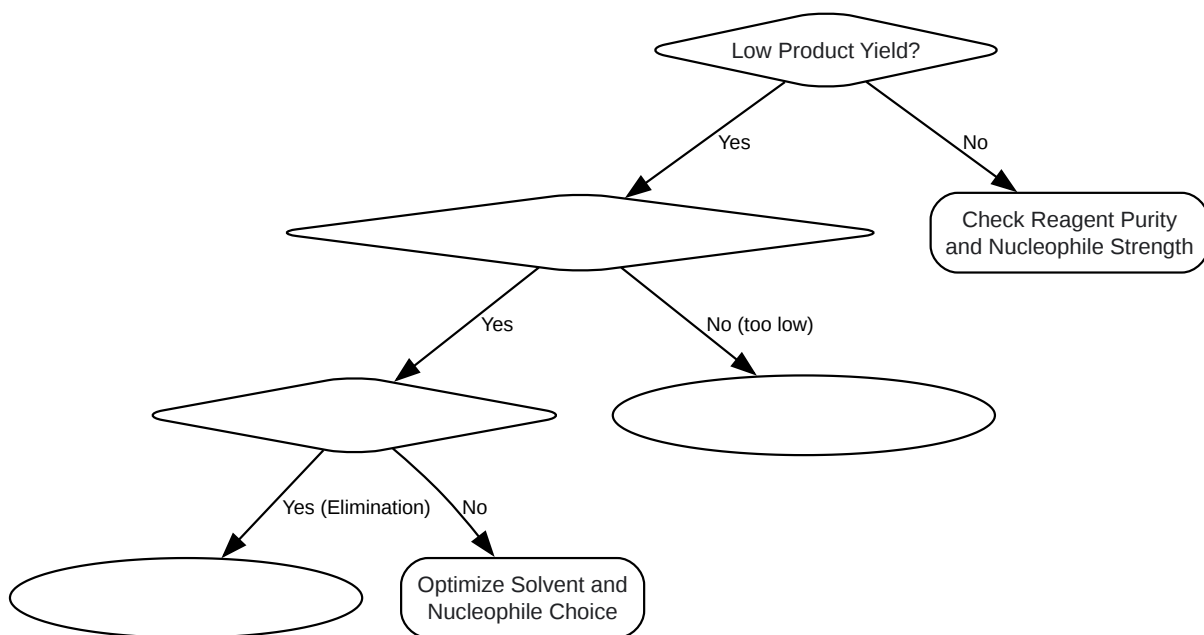 Low Product Yield?
Yes
No
Check Reagent Purity
and Nucleophile Strength
Yes
No (too low)
Yes (Elimination)
No
Optimize Solvent and
Nucleophile Choice